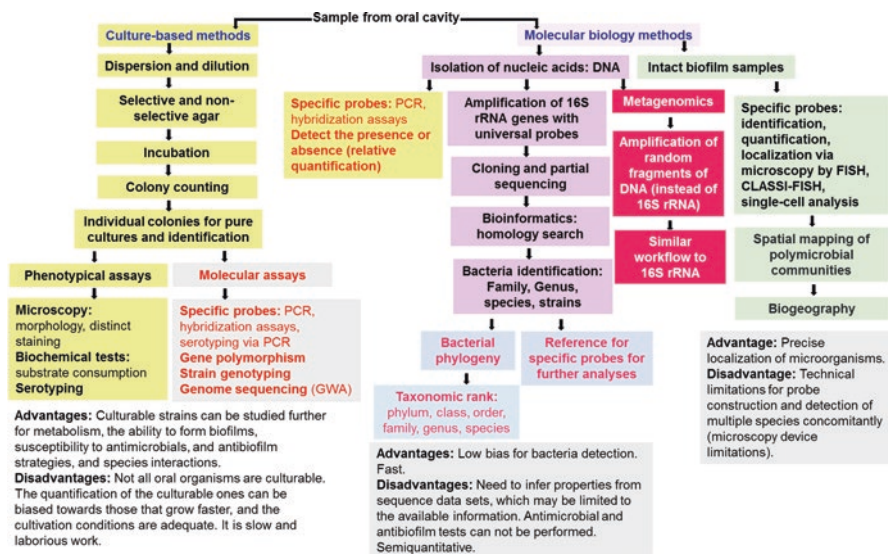 Sample from oral cavity
Culture-based methods
Dispersion and dilution
Selective and non-
selective agar
Incubation
Colony counting
Individual colonies for pure
cultures and identification
Phenotypical assays
Microscopy:
morphology, distinct
staining
Biochemical tests:
substrate consumption
Serotyping
Molecular assays
Specific probes: PCR,
hybridization assays,
serotyping via PCR
Gene polymorphism
Strain genotyping
Genome sequencing (GWA)
Advantages: Culturable strains can be studied further
for metabolism, the ability to form biofilms,
susceptibility to antimicrobials, and antibiofilm
strategies, and species interactions.
Disadvantages: Not all oral organisms are culturable.
The quantification of the culturable ones can be
biased towards those that grow faster, and the
cultivation conditions are adequate. It is slow and
laborious work.
Molecular biology methods
Isolation of nucleic acids: DNA
Specific probes: PCR,
hybridization assays
Detect the presence or
absence (relative
quantification)
Amplification of 16S
rRNA genes with
universal probes
Cloning and partial
sequencing
Bioinformatics:
homology search
Bacteria identification:
Family, Genus,
species, strains
Bacterial
phylogeny
Taxonomic rank:
phylum, class, order,
family, genus, species
Reference for
specific probes for
further analyses
Metagenomics
Amplification of
random
fragments of
DNA (instead of
16S rRNA)
Similar
workflow to
16S rRNA
Advantages: Low bias for bacteria detection.
Fast.
Disadvantages: Need to infer properties from
sequence data sets, which may be limited to
the available information. Antimicrobial and
antibiofilm tests can not be performed.
Semiquantitative.
Intact biofilm samples
Specific probes:
identification,
quantification,
localization via
microscopy by FISH,
CLASSI-FISH,
single-cell analysis
Spatial mapping of
polymicrobial
communities
Biogeography
Advantage: Precise
localization of microorganisms.
Disadvantage: Technical
limitations for probe
construction and detection of
multiple species concomitantly
(microscopy device
limitations).